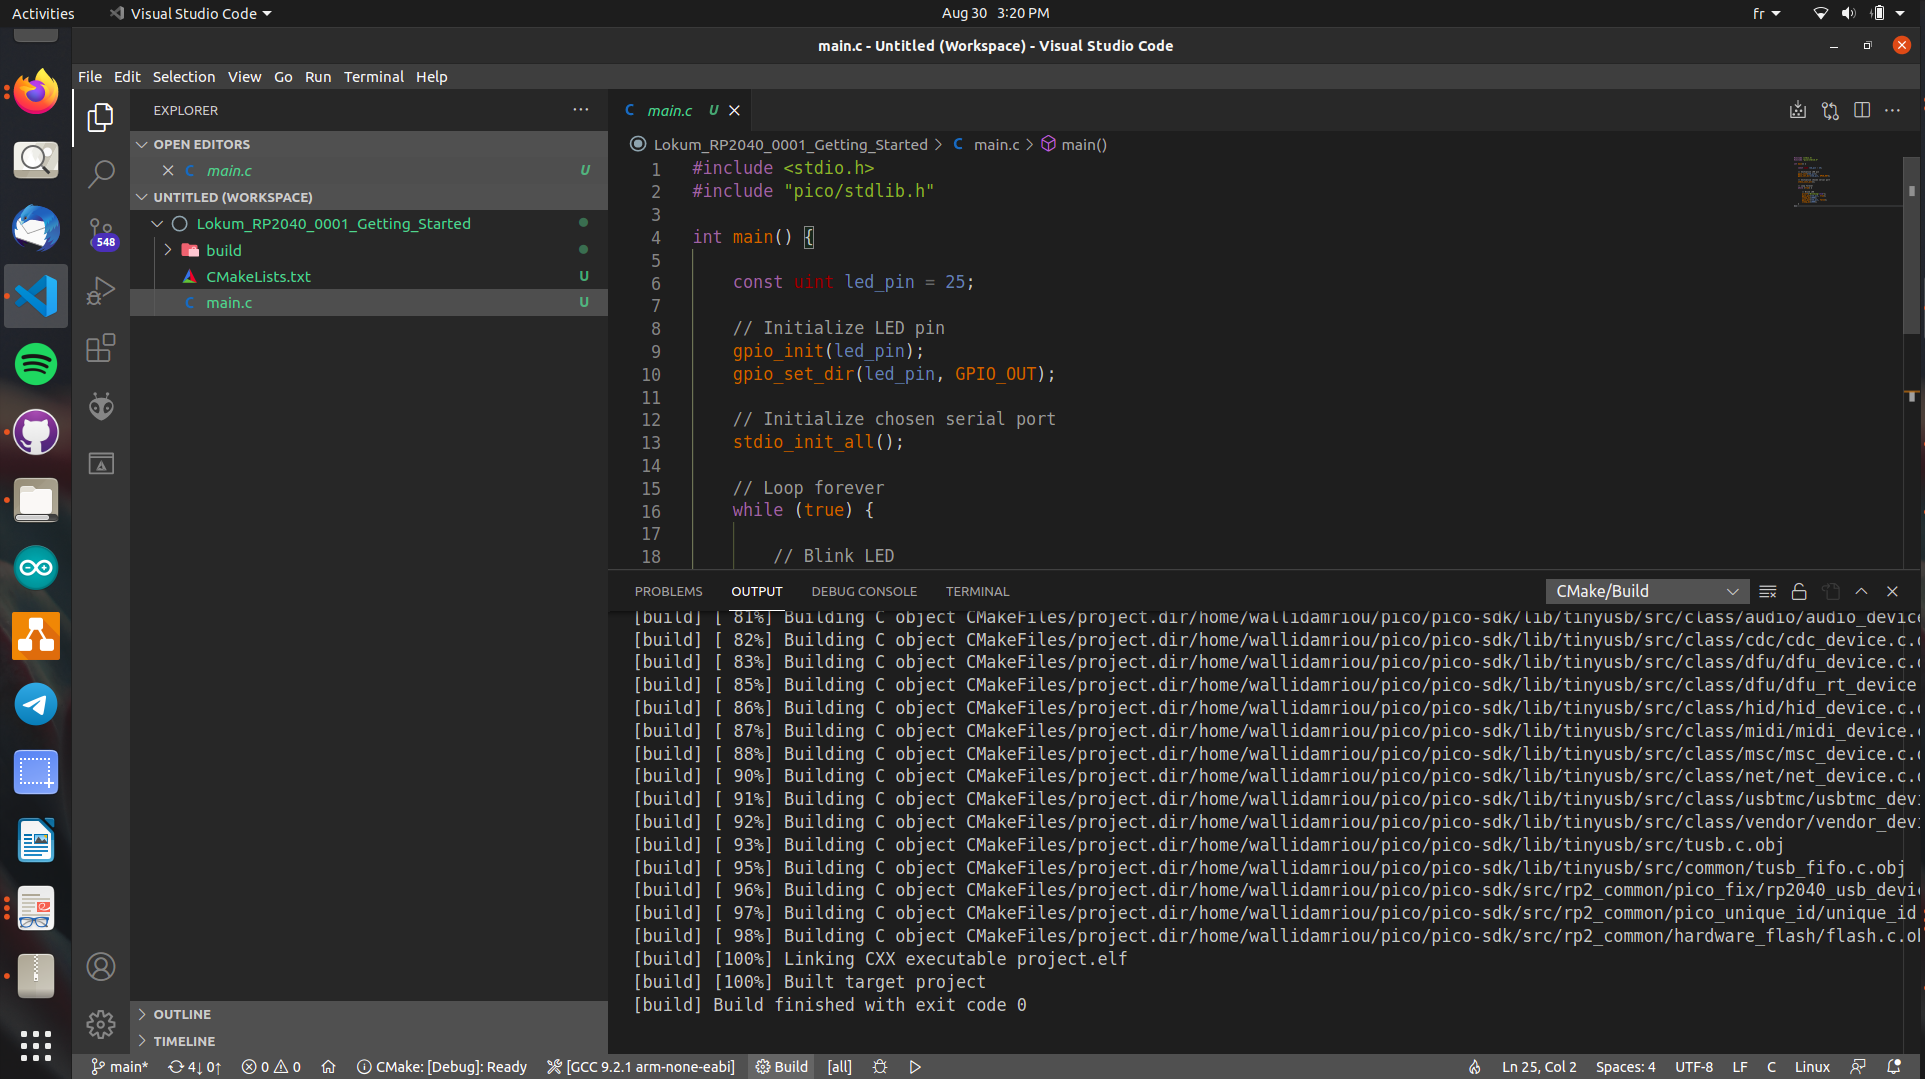 Activities
Visual Studio Code
Aug 30 3:20 PM
fr
main.c - Untitled (Workspace) - Visual Studio Code
File Edit Selection View Go Run Terminal Help
EXPLORER
OPEN EDITORS
C main.c U
UNTITLED (WORKSPACE)
Lokum_RP2040_0001_Getting_Started
build
CMakeLists.txt U
C main.c U
548
OUTLINE
TIMELINE
C main.c U
Lokum_RP2040_0001_Getting_Started > C main.c > main()
1 #include <stdio.h>
2 #include "pico/stdlib.h"
3
4 int main() {
5
6 const uint led_pin = 25;
7
8 // Initialize LED pin
9 gpio_init(led_pin);
10 gpio_set_dir(led_pin, GPIO_OUT);
11
12 // Initialize chosen serial port
13 stdio_init_all();
14
15 // Loop forever
16 while (true) {
17
18 // Blink LED
PROBLEMS OUTPUT DEBUG CONSOLE TERMINAL
CMake/Build
[build] [ 81%] Building C object CMakeFiles/project.dir/home/wallidamriou/pico/pico-sdk/lib/tinyusb/src/class/audio/audio_device
[build] [ 82%] Building C object CMakeFiles/project.dir/home/wallidamriou/pico/pico-sdk/lib/tinyusb/src/class/cdc/cdc_device.c.o
[build] [ 83%] Building C object CMakeFiles/project.dir/home/wallidamriou/pico/pico-sdk/lib/tinyusb/src/class/dfu/dfu_device.c.o
[build] [ 85%] Building C object CMakeFiles/project.dir/home/wallidamriou/pico/pico-sdk/lib/tinyusb/src/class/dfu/dfu_rt_device
[build] [ 86%] Building C object CMakeFiles/project.dir/home/wallidamriou/pico/pico-sdk/lib/tinyusb/src/class/hid/hid_device.c.o
[build] [ 87%] Building C object CMakeFiles/project.dir/home/wallidamriou/pico/pico-sdk/lib/tinyusb/src/class/midi/midi_device.c
[build] [ 88%] Building C object CMakeFiles/project.dir/home/wallidamriou/pico/pico-sdk/lib/tinyusb/src/class/msc/msc_device.c.o
[build] [ 90%] Building C object CMakeFiles/project.dir/home/wallidamriou/pico/pico-sdk/lib/tinyusb/src/class/net/net_device.c.o
[build] [ 91%] Building C object CMakeFiles/project.dir/home/wallidamriou/pico/pico-sdk/lib/tinyusb/src/class/usbtmc/usbtmc_devi
[build] [ 92%] Building C object CMakeFiles/project.dir/home/wallidamriou/pico/pico-sdk/lib/tinyusb/src/class/vendor/vendor_devi
[build] [ 93%] Building C object CMakeFiles/project.dir/home/wallidamriou/pico/pico-sdk/lib/tinyusb/src/tusb.c.obj
[build] [ 95%] Building C object CMakeFiles/project.dir/home/wallidamriou/pico/pico-sdk/lib/tinyusb/src/common/tusb_fifo.c.obj
[build] [ 96%] Building C object CMakeFiles/project.dir/home/wallidamriou/pico/pico-sdk/src/rp2_common/pico_fix/rp2040_usb_devic
[build] [ 97%] Building C object CMakeFiles/project.dir/home/wallidamriou/pico/pico-sdk/src/rp2_common/pico_unique_id/unique_id
[build] [ 98%] Building C object CMakeFiles/project.dir/home/wallidamriou/pico/pico-sdk/src/rp2_common/hardware_flash/flash.c.ob
[build] [100%] Linking CXX executable project.elf
[build] [100%] Built target project
[build] Build finished with exit code 0
main* 4↓ 0↑ 0 0 CMake: [Debug]: Ready [GCC 9.2.1 arm-none-eabi] Build [all] Ln 25, Col 2 Spaces: 4 UTF-8 LF C Linux